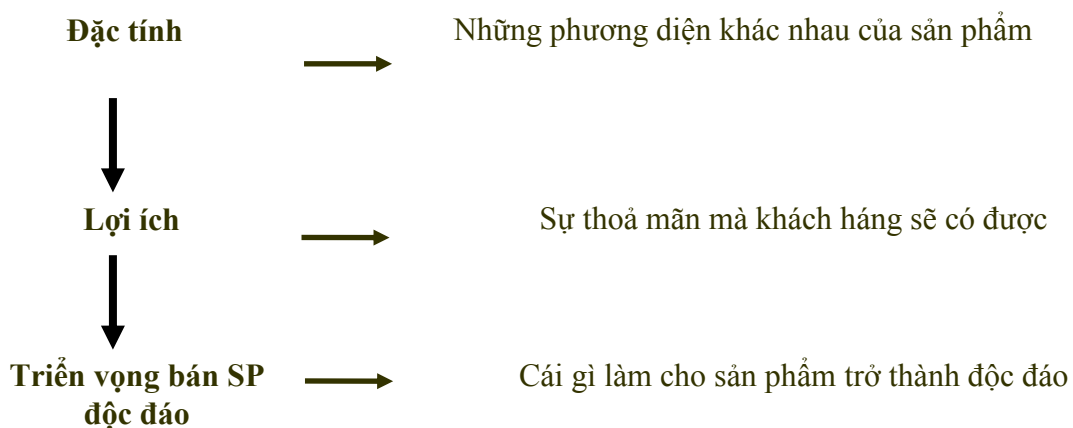 Đặc tính
Những phương diện khác nhau của sản phẩm
Lợi ích
Sự thoả mãn mà khách háng sẽ có được
Triển vọng bán SP
độc đáo
Cái gì làm cho sản phẩm trở thành độc đáo